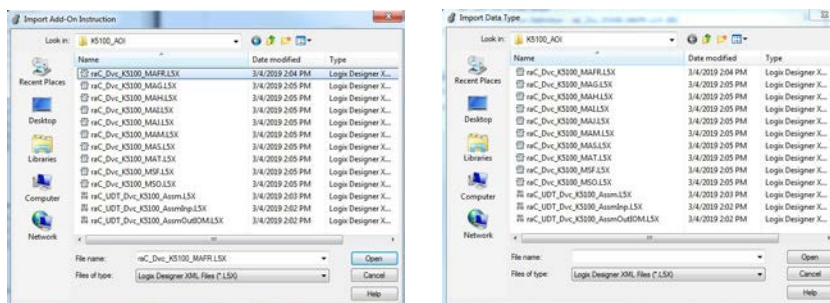 Import Add-On Instruction
Look in: K5100_AOI
Name Date modified Type
raC_Dvc_K5100_MAFR.L5X 3/4/2019 2:04 PM Logix Designer X...
raC_Dvc_K5100_MAG.L5X 3/4/2019 2:05 PM Logix Designer X...
raC_Dvc_K5100_MAH.L5X 3/4/2019 2:05 PM Logix Designer X...
raC_Dvc_K5100_MAI.L5X 3/4/2019 2:05 PM Logix Designer X...
raC_Dvc_K5100_MAJ.L5X 3/4/2019 2:05 PM Logix Designer X...
raC_Dvc_K5100_MAM.L5X 3/4/2019 2:05 PM Logix Designer X...
raC_Dvc_K5100_MAS.L5X 3/4/2019 2:05 PM Logix Designer X...
raC_Dvc_K5100_MAT.L5X 3/4/2019 2:05 PM Logix Designer X...
raC_Dvc_K5100_MSF.L5X 3/4/2019 2:05 PM Logix Designer X...
raC_Dvc_K5100_MSO.L5X 3/4/2019 2:05 PM Logix Designer X...
raC_UDT_Dvc_K5100_Assm.L5X 3/4/2019 2:03 PM Logix Designer X...
raC_UDT_Dvc_K5100_AssmInp.L5X 3/4/2019 2:02 PM Logix Designer X...
raC_UDT_Dvc_K5100_AssmOutIOM.L5X 3/4/2019 2:02 PM Logix Designer X...
Recent Places
Desktop
Libraries
Computer
Network
File name: raC_Dvc_K5100_MAFR.L5X Open
Files of type: Logix Designer XML Files (*.L5X) Cancel
Help
Import Data Type
Look in: K5100_AOI
Name Date modified Type
raC_Dvc_K5100_MAFR.L5X 3/4/2019 2:04 PM Logix Designer X...
raC_Dvc_K5100_MAG.L5X 3/4/2019 2:05 PM Logix Designer X...
raC_Dvc_K5100_MAH.L5X 3/4/2019 2:05 PM Logix Designer X...
raC_Dvc_K5100_MAI.L5X 3/4/2019 2:05 PM Logix Designer X...
raC_Dvc_K5100_MAJ.L5X 3/4/2019 2:05 PM Logix Designer X...
raC_Dvc_K5100_MAM.L5X 3/4/2019 2:05 PM Logix Designer X...
raC_Dvc_K5100_MAS.L5X 3/4/2019 2:05 PM Logix Designer X...
raC_Dvc_K5100_MAT.L5X 3/4/2019 2:05 PM Logix Designer X...
raC_Dvc_K5100_MSF.L5X 3/4/2019 2:05 PM Logix Designer X...
raC_Dvc_K5100_MSO.L5X 3/4/2019 2:05 PM Logix Designer X...
raC_UDT_Dvc_K5100_Assm.L5X 3/4/2019 2:03 PM Logix Designer X...
raC_UDT_Dvc_K5100_AssmInp.L5X 3/4/2019 2:02 PM Logix Designer X...
raC_UDT_Dvc_K5100_AssmOutIOM.L5X 3/4/2019 2:02 PM Logix Designer X...
Recent Places
Desktop
Libraries
Computer
Network
File name: Open
Files of type: Logix Designer XML Files (*.L5X) Cancel
Help